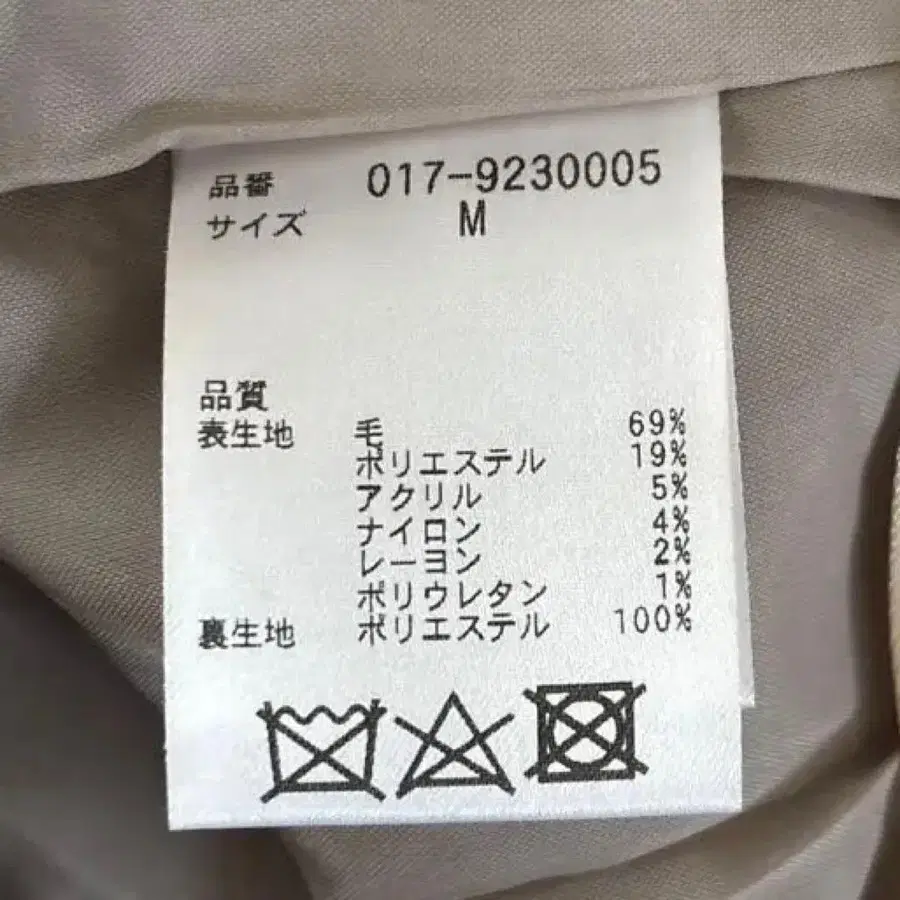 品番 017-9230005
サイズ M
品質
表生地 毛 69%
ポリエステル 19%
アクリル 5%
ナイロン 4%
レーヨン 2%
ポリウレタン 1%
裏生地 ポリエステル 100%